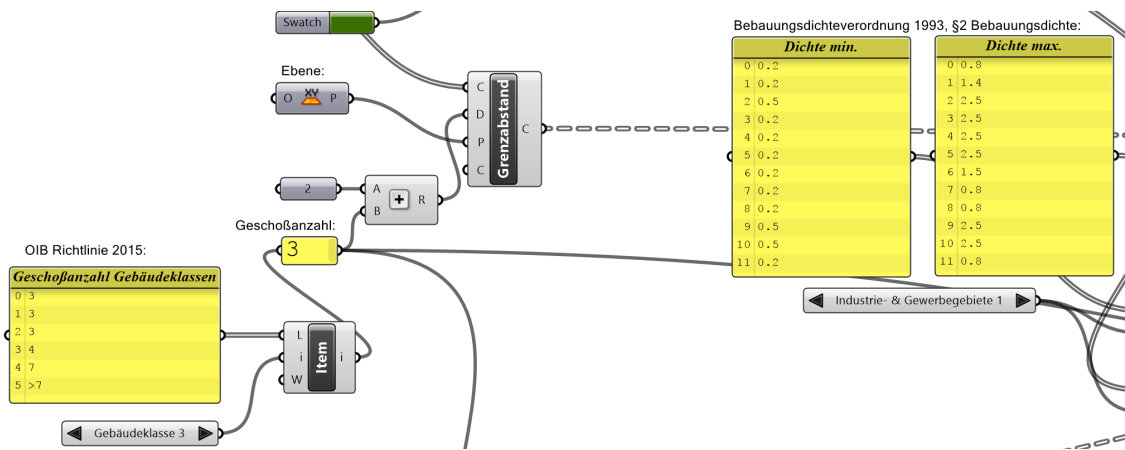 Swatch
Ebene:
O XY P
C
D
P
C
Grenzabstand
C
2
A
B
+
R
Geschoßanzahl:
3
OIB Richtlinie 2015:
Geschoßanzahl Gebäudeklassen
0 3
1 3
2 3
3 4
4 7
5 >7
L
i
W
Item
i
Gebäudeklasse 3
Bebauungsdichteverordnung 1993, §2 Bebauungsdichte:
Dichte min.
0 0.2
1 0.2
2 0.5
3 0.2
4 0.2
5 0.2
6 0.2
7 0.2
8 0.2
9 0.5
10 0.5
11 0.2
Dichte max.
0 0.8
1 1.4
2 2.5
3 2.5
4 2.5
5 2.5
6 1.5
7 0.8
8 0.8
9 2.5
10 2.5
11 0.8
Industrie- & Gewerbegebiete 1